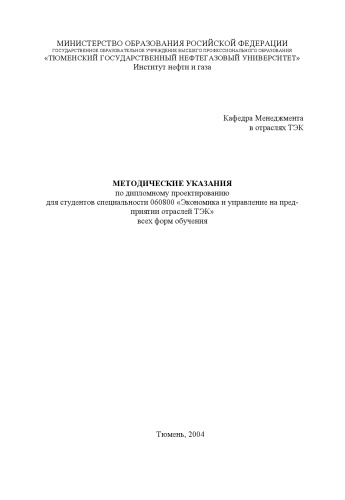 МИНИСТЕРСТВО ОБРАЗОВАНИЯ РОСИЙСКОЙ ФЕДЕРАЦИИ
ГОСУДАРСТВЕННОЕ ОБРАЗОВАТЕЛЬНОЕ УЧРЕЖДЕНИЕ ВЫСШЕГО ПРОФЕССИОНАЛЬНОГО ОБРАЗОВАНИЯ
«ТЮМЕНСКИЙ ГОСУДАРСТВЕННЫЙ НЕФТЕГАЗОВЫЙ УНИВЕРСИТЕТ»
Институт нефти и газа
Кафедра Менеджмента
в отраслях ТЭК
МЕТОДИЧЕСКИЕ УКАЗАНИЯ
по дипломному проектированию
для студентов специальности 060800 «Экономика и управление на пред-
приятии отраслей ТЭК»
всех форм обучения
Тюмень, 2004